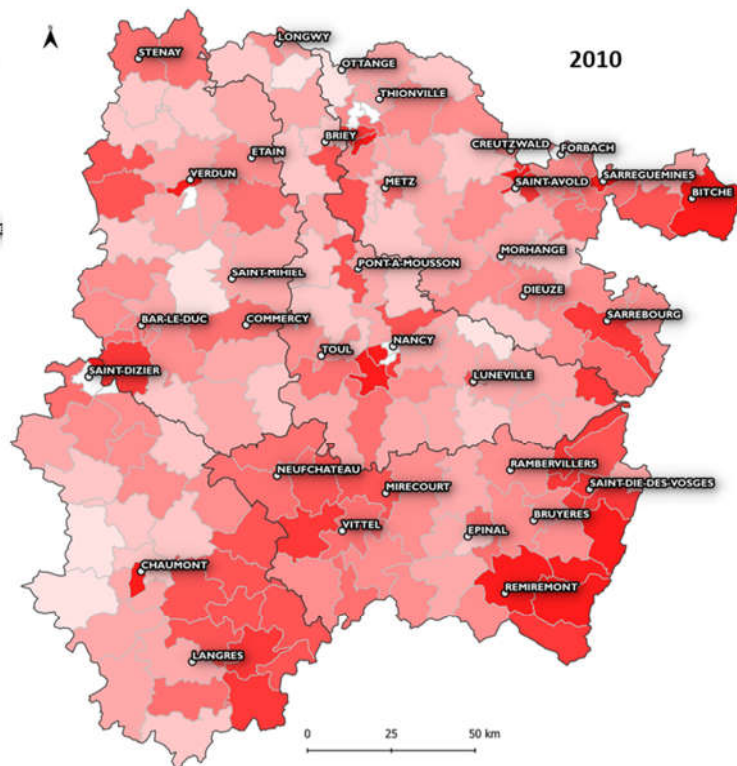 LONGWY
STENAY
2010
OTTANGE
THIONVILLE
BRIEY
CREUTZWALD
FORBACH
ETAIN
VERDUN
METZ
SAINT-AVOLD
SARREGUEMINES
BITCHE
MORHANGE
PONT-A-MOUSSON
SAINT-MIHIEL
DIEUZE
BAR-LE-DUC
COMMERCY
SARREBOURG
NANCY
TOUL
SAINT-DIZIER
LUNEVILLE
NEUFCHATEAU
RAMBERVILLERS
MIRECOURT
SAINT-DIE-DES-VOSGES
VITTEL
BRUYERES
EPINAL
CHAUMONT
REMIREMONT
LANGRES
0 25 50 km